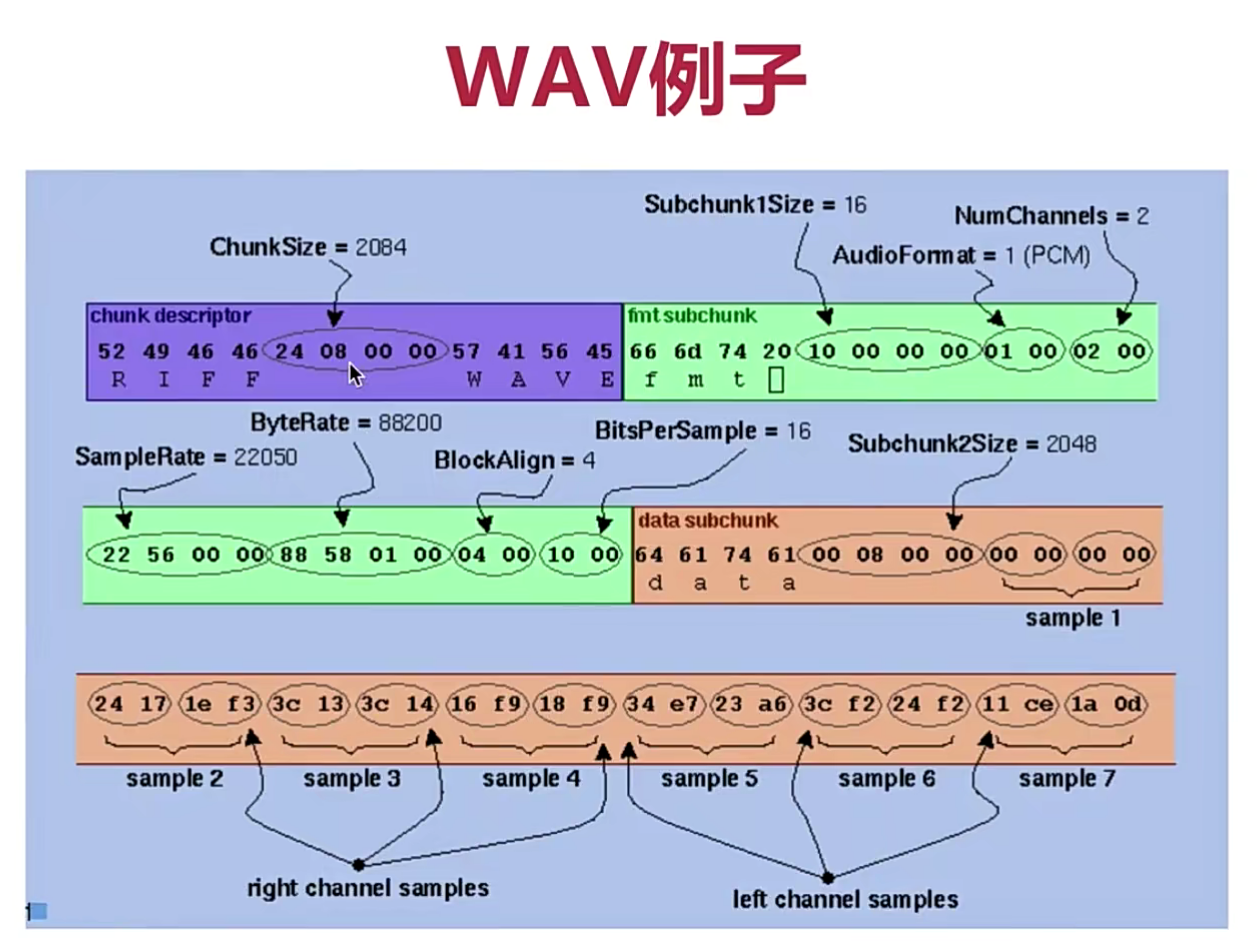 WAV例子
Subchunk1Size = 16
NumChannels = 2
ChunkSize = 2084
AudioFormat = 1 (PCM)
chunk descriptor
fmt subchunk
52 49 46 46 24 08 00 00 57 41 56 45 66 6d 74 20 10 00 00 00 01 00 02 00
R I F F W A V E f m t
ByteRate = 88200
BitsPerSample = 16
SampleRate = 22050
BlockAlign = 4
Subchunk2Size = 2048
data subchunk
22 56 00 00 88 58 01 00 04 00 10 00 64 61 74 61 00 08 00 00 00 00 00 00
d a t a
sample 1
24 17 1e f3 3c 13 3c 14 16 f9 18 f9 34 e7 23 a6 3c f2 24 f2 11 ce 1a 0d
sample 2 sample 3 sample 4 sample 5 sample 6 sample 7
right channel samples
left channel samples